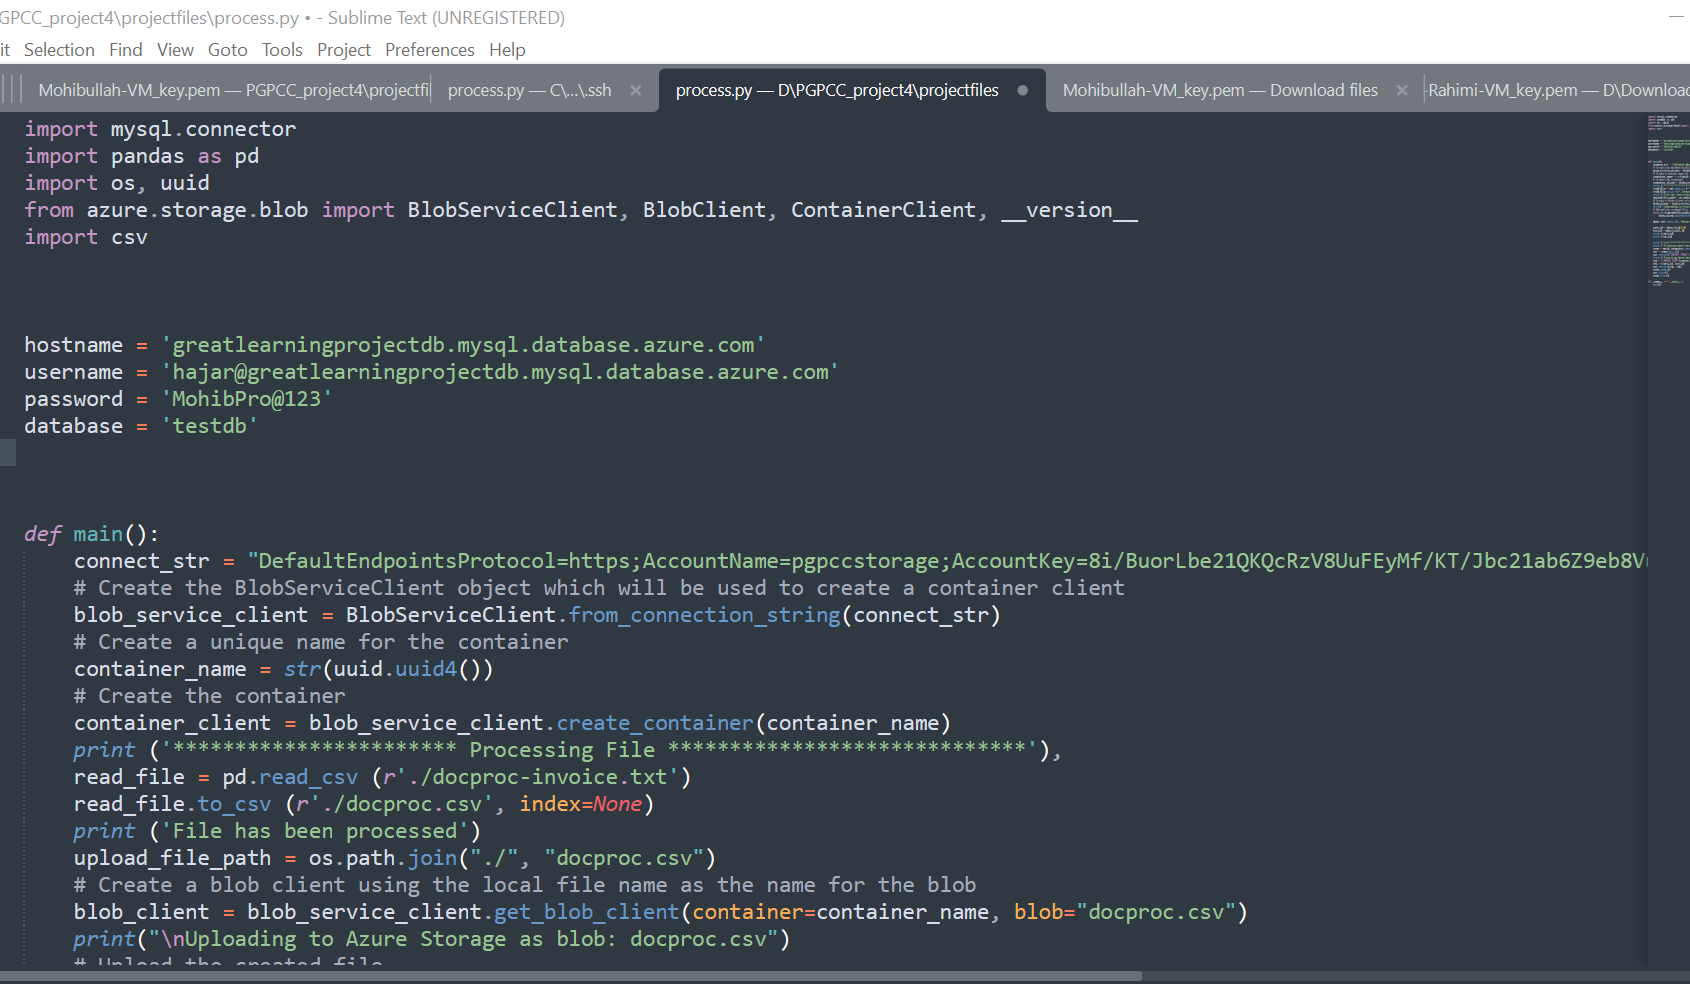 GPCC_project4\projectfiles\process.py • - Sublime Text (UNREGISTERED)
it Selection Find View Goto Tools Project Preferences Help
Mohibullah-VM_key.pem — PGPCC_project4\projectfi process.py — C\...\.ssh × process.py — D\PGPCC_project4\projectfiles Mohibullah-VM_key.pem — Download files × -Rahimi-VM_key.pem — D\Download
import mysql.connector
import pandas as pd
import os, uuid
from azure.storage.blob import BlobServiceClient, BlobClient, ContainerClient, __version__
import csv
hostname = 'greatlearningprojectdb.mysql.database.azure.com'
username = 'hajar@greatlearningprojectdb.mysql.database.azure.com'
password = 'MohibPro@123'
database = 'testdb'
def main():
    connect_str = "DefaultEndpointsProtocol=https;AccountName=pgpccstorage;AccountKey=8i/BuorLbe21QKQcRzV8UuFEyMf/KT/Jbc21ab6Z9eb8V
    # Create the BlobServiceClient object which will be used to create a container client
    blob_service_client = BlobServiceClient.from_connection_string(connect_str)
    # Create a unique name for the container
    container_name = str(uuid.uuid4())
    # Create the container
    container_client = blob_service_client.create_container(container_name)
    print ('*********************** Processing File *****************************'),
    read_file = pd.read_csv (r'./docproc-invoice.txt')
    read_file.to_csv (r'./docproc.csv', index=None)
    print ('File has been processed')
    upload_file_path = os.path.join("./", "docproc.csv")
    # Create a blob client using the local file name as the name for the blob
    blob_client = blob_service_client.get_blob_client(container=container_name, blob="docproc.csv")
    print("\nUploading to Azure Storage as blob: docproc.csv")
    # Upload the created file